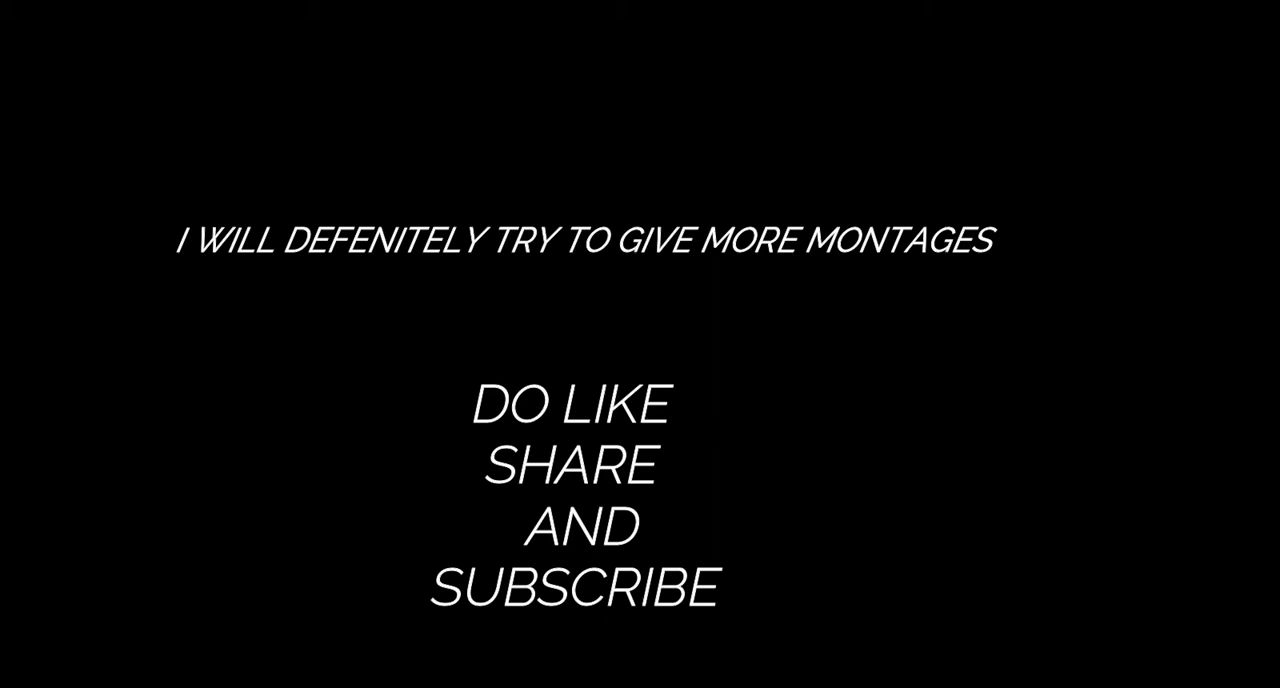 I WILL DEFENITELY TRY TO GIVE MORE MONTAGES
DO LIKE
SHARE
AND
SUBSCRIBE